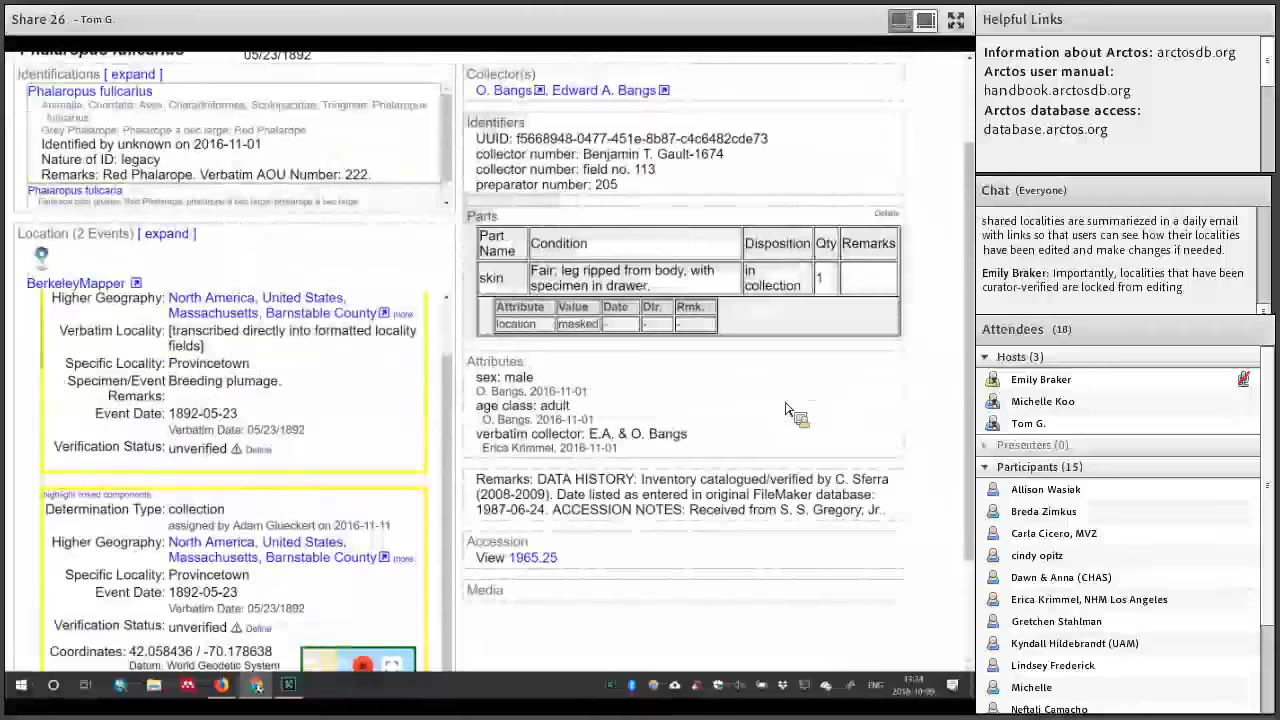 Share 26 - Tom G.
Phalaropus fulicarius
05/23/1892
Identifications [ expand ]
Phalaropus fulicarius
Animalia, Chordata, Aves, Charadriiformes, Scolopacidae, Tringinae, Phalaropus
fulicarius
Grey Phalarope, Phalarope à bec large, Red Phalarope
Identified by unknown on 2016-11-01
Nature of ID: legacy
Remarks: Red Phalarope. Verbatim AOU Number: 222.
Phalaropus fulicaria
Location (2 Events) [ expand ]
BerkeleyMapper
Higher Geography: North America, United States,
Massachusetts, Barnstable County more
Verbatim Locality: [transcribed directly into formatted locality
fields]
Specific Locality: Provincetown
Specimen/Event Breeding plumage.
Remarks:
Event Date: 1892-05-23
Verbatim Date: 05/23/1892
Verification Status: unverified Define
highlight linked components
Determination Type: collection
assigned by Adam Glueckert on 2016-11-11
Higher Geography: North America, United States,
Massachusetts, Barnstable County more
Specific Locality: Provincetown
Event Date: 1892-05-23
Verbatim Date: 05/23/1892
Verification Status: unverified Define
Coordinates: 42.058436 / -70.178638
Datum: World Geodetic System
Collector(s)
O. Bangs, Edward A. Bangs
Identifiers
UUID: f5668948-0477-451e-8b87-c4c6482cde73
collector number: Benjamin T. Gault-1674
collector number: field no. 113
preparator number: 205
Parts Details
Part Name Condition Disposition Qty Remarks
skin Fair; leg ripped from body, with specimen in drawer. in collection 1
Attribute Value Date Dtr. Rmk.
location masked - - -
Attributes
sex: male
O. Bangs, 2016-11-01
age class: adult
O. Bangs, 2016-11-01
verbatim collector: E.A. & O. Bangs
Erica Krimmel, 2016-11-01
Remarks: DATA HISTORY: Inventory catalogued/verified by C. Sferra
(2008-2009). Date listed as entered in original FileMaker database:
1987-06-24. ACCESSION NOTES: Received from S. S. Gregory, Jr..
Accession
View 1965.25
Media
ENG
13:34
2018-10-09
Helpful Links
Information about Arctos: arctosdb.org
Arctos user manual:
handbook.arctosdb.org
Arctos database access:
database.arctos.org
Chat (Everyone)
shared localities are summarizied in a daily email
with links so that users can see how their localities
have been edited and make changes if needed.
Emily Braker: Importantly, localities that have been
curator-verified are locked from editing
Attendees (18)
Hosts (3)
Emily Braker
Michelle Koo
Tom G.
Presenters (0)
Participants (15)
Allison Wasiak
Breda Zimkus
Carla Cicero, MVZ
cindy opitz
Dawn & Anna (CHAS)
Erica Krimmel, NHM Los Angeles
Gretchen Stahlman
Kyndall Hildebrandt (UAM)
Lindsey Frederick
Michelle
Neftali Camacho